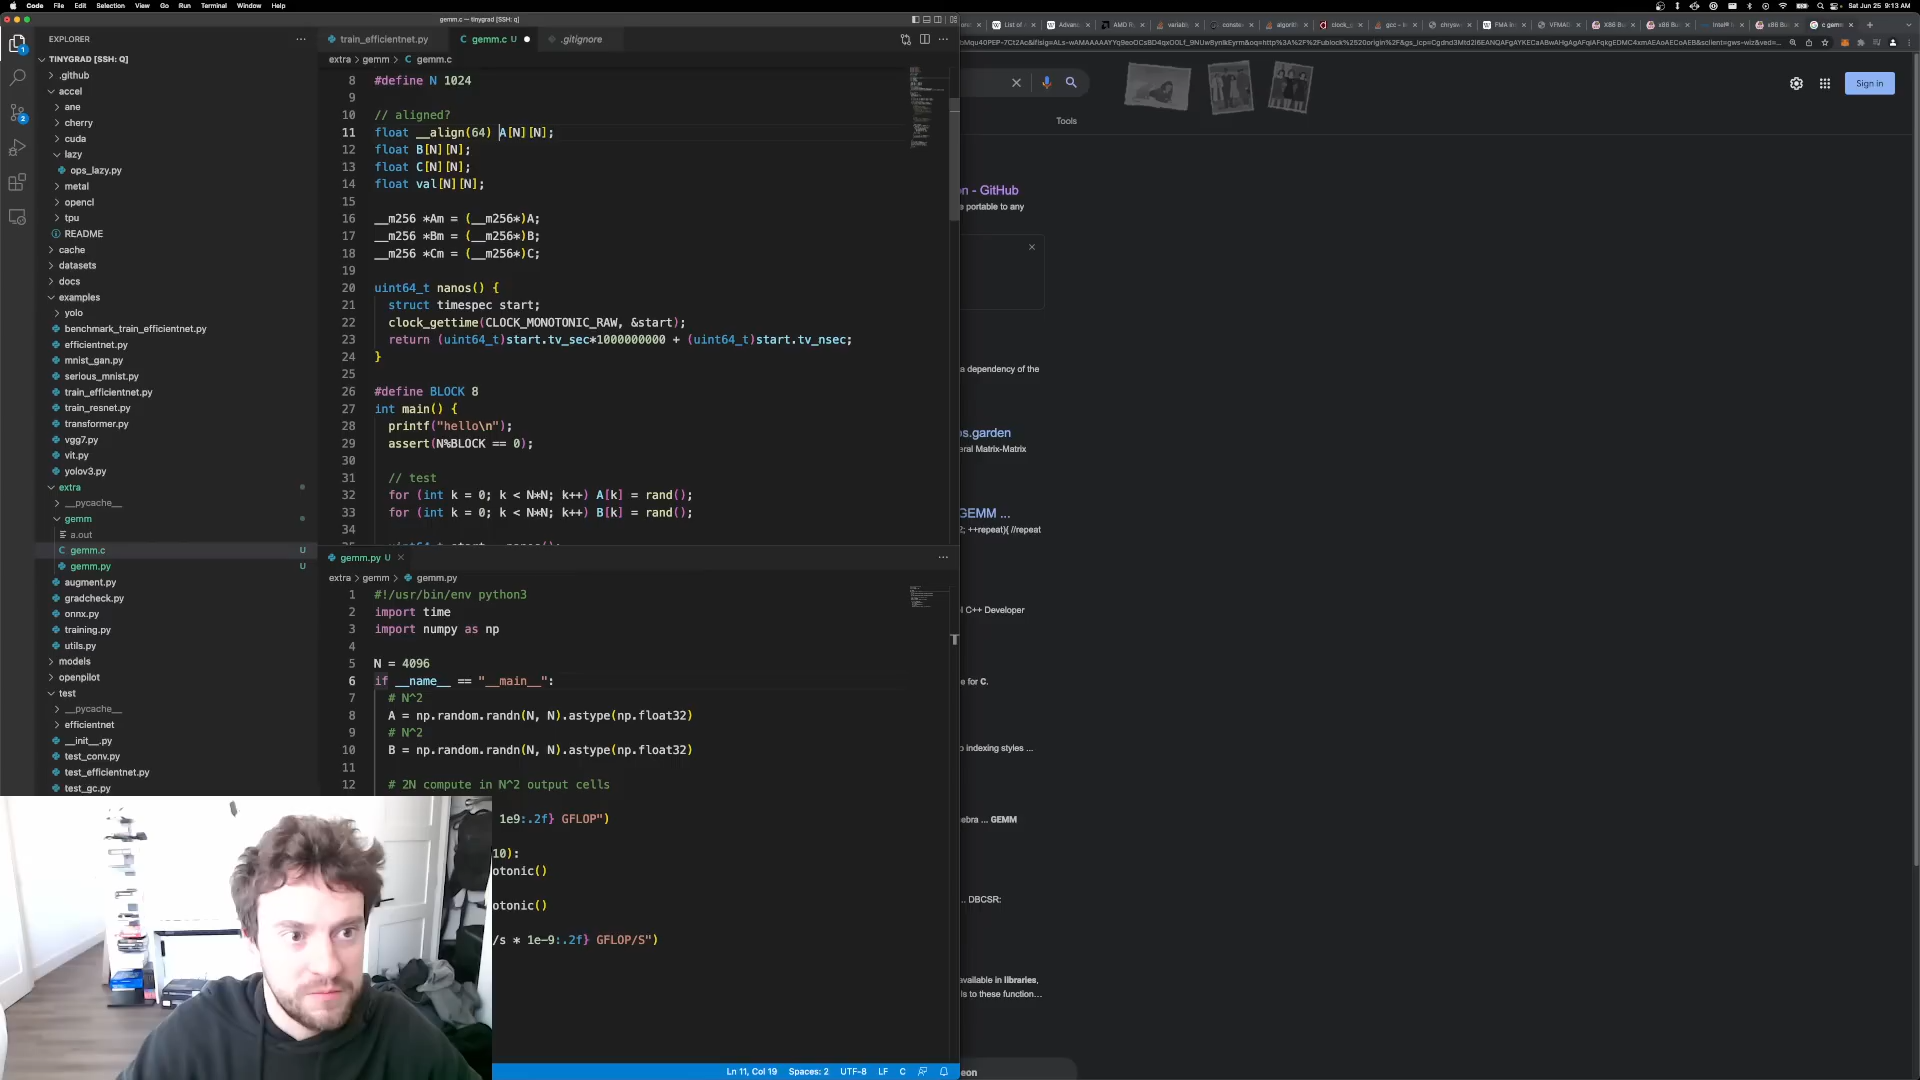 Code File Edit Selection View Go Run Terminal Window Help
Sat Jun 25 9:13 AM
gemm.c — tinygrad [SSH: q]
EXPLORER
TINYGRAD [SSH: Q]
.github
accel
ane
cherry
cuda
lazy
ops_lazy.py
metal
opencl
tpu
README
cache
datasets
docs
examples
yolo
benchmark_train_efficientnet.py
efficientnet.py
mnist_gan.py
serious_mnist.py
train_efficientnet.py
train_resnet.py
transformer.py
vgg7.py
vit.py
yolov3.py
extra
__pycache__
gemm
a.out
gemm.c U
gemm.py U
augment.py
gradcheck.py
onnx.py
training.py
utils.py
models
openpilot
test
__pycache__
efficientnet
__init__.py
test_conv.py
test_efficientnet.py
test_gc.py
train_efficientnet.py gemm.c U .gitignore
extra > gemm > gemm.c
8 #define N 1024
9
10 // aligned?
11 float __align(64) A[N][N];
12 float B[N][N];
13 float C[N][N];
14 float val[N][N];
15
16 __m256 *Am = (__m256*)A;
17 __m256 *Bm = (__m256*)B;
18 __m256 *Cm = (__m256*)C;
19
20 uint64_t nanos() {
21 struct timespec start;
22 clock_gettime(CLOCK_MONOTONIC_RAW, &start);
23 return (uint64_t)start.tv_sec*1000000000 + (uint64_t)start.tv_nsec;
24 }
25
26 #define BLOCK 8
27 int main() {
28 printf("hello\n");
29 assert(N%BLOCK == 0);
30
31 // test
32 for (int k = 0; k < N*N; k++) A[k] = rand();
33 for (int k = 0; k < N*N; k++) B[k] = rand();
34
gemm.py U
extra > gemm > gemm.py
1 #!/usr/bin/env python3
2 import time
3 import numpy as np
4
5 N = 4096
6 if __name__ == "__main__":
7 # N^2
8 A = np.random.randn(N, N).astype(np.float32)
9 # N^2
10 B = np.random.randn(N, N).astype(np.float32)
11
12 # 2N compute in N^2 output cells
1e9:.2f} GFLOP")
10):
otonic()
otonic()
/s * 1e-9:.2f} GFLOP/S")
Ln 11, Col 19 Spaces: 2 UTF-8 LF C
Sign in
Tools
n - GitHub
s portable to any
a dependency of the
os.garden
eral Matrix-Matrix
GEMM ...
2; ++repeat){ //repeat
l C++ Developer
e for C.
o indexing styles ...
ebra ... GEMM
.. DBCSR:
available in libraries,
ls to these function...
eon